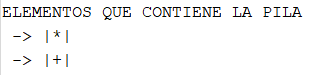 ELEMENTOS QUE CONTIENE LA PILA
-> |*|
-> |+|